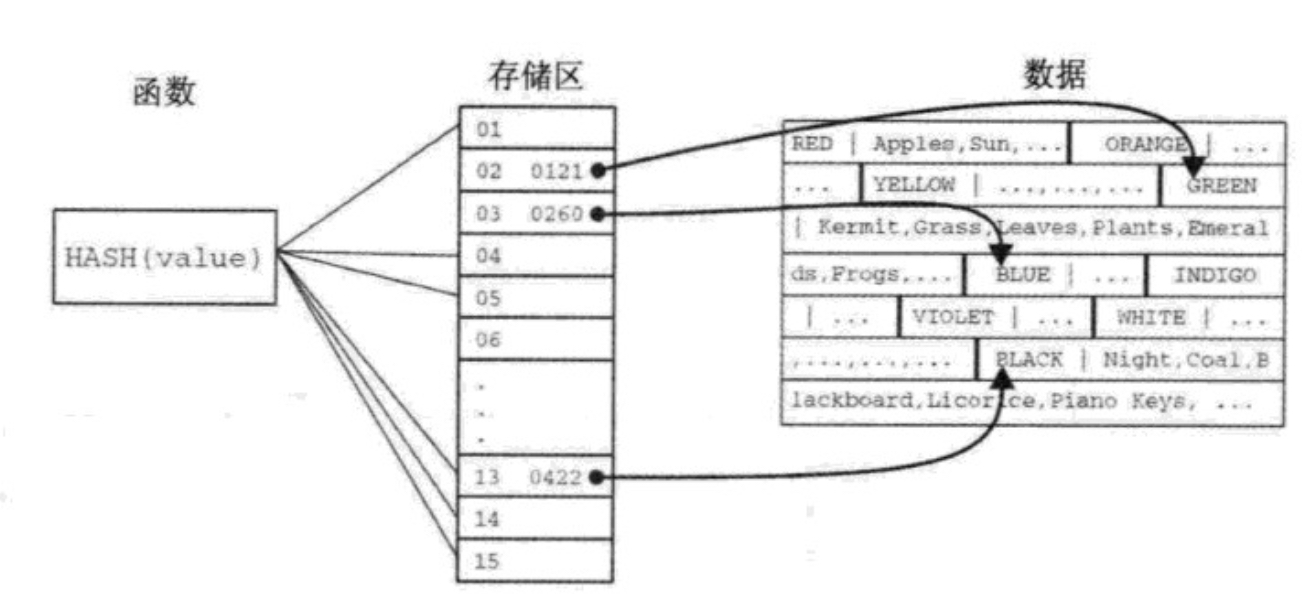 函数
存储区
数据
HASH(value)
01
02 0121
03 0260
04
05
06
.
.
.
13 0422
14
15
RED | Apples,Sun,... ORANGE | ...
... YELLOW | ...,...,... GREEN
| Kermit,Grass,Leaves,Plants,Emeral
ds,Frogs,... BLUE | ... INDIGO
| ... VIOLET | ... WHITE | ...
,...,...,... BLACK | Night,Coal,B
lackboard,Licorice,Piano Keys, ...